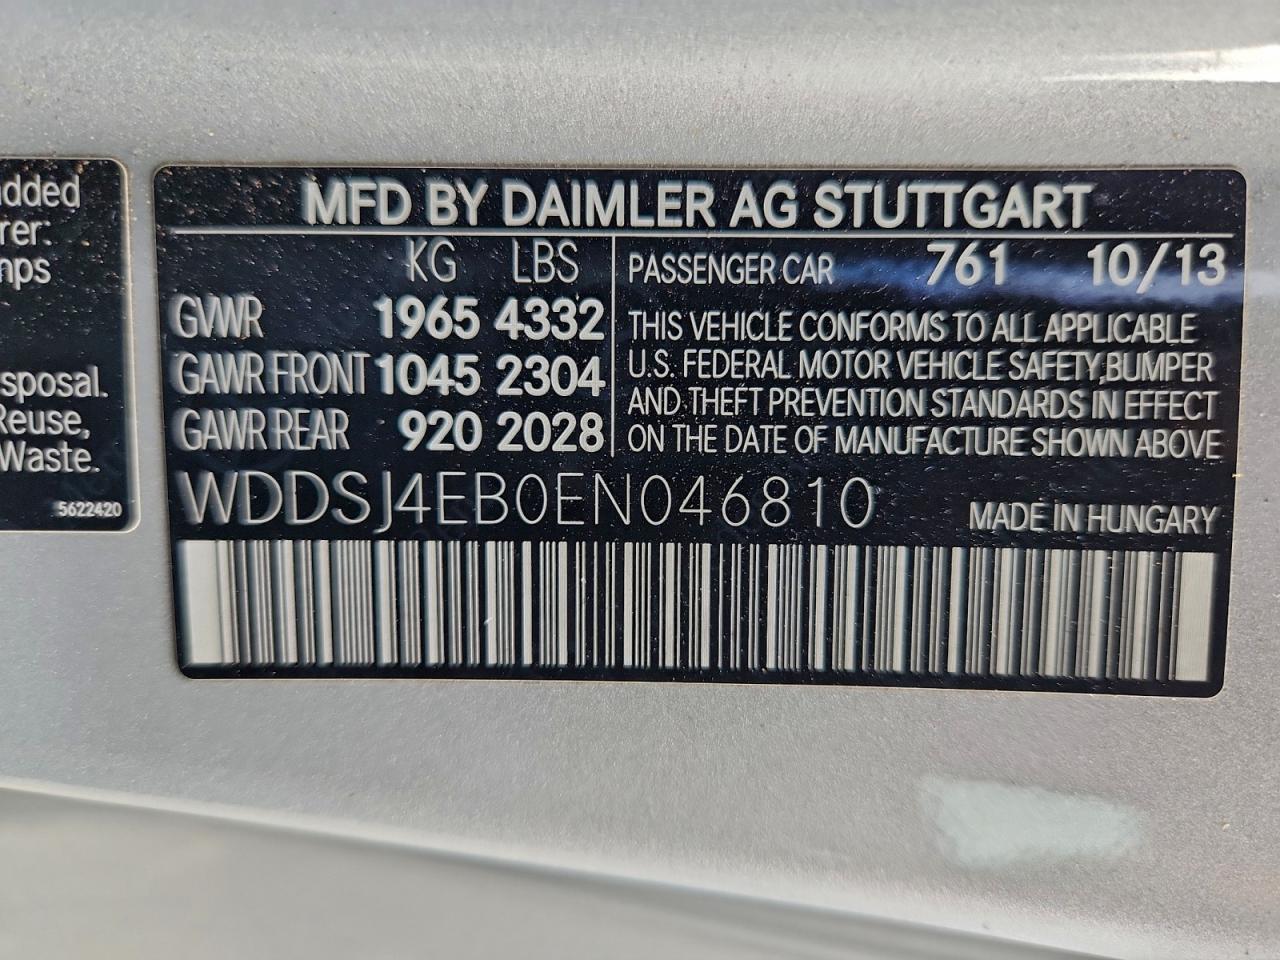 added
rer:
mps
sposal.
Reuse,
Waste.
5622420
MFD BY DAIMLER AG STUTTGART
KG LBS
GVWR 1965 4332
GAWR FRONT 1045 2304
GAWR REAR 920 2028
PASSENGER CAR 761 10/13
THIS VEHICLE CONFORMS TO ALL APPLICABLE
U.S. FEDERAL MOTOR VEHICLE SAFETY,BUMPER
AND THEFT PREVENTION STANDARDS IN EFFECT
ON THE DATE OF MANUFACTURE SHOWN ABOVE
WDDSJ4EB0EN046810
MADE IN HUNGARY